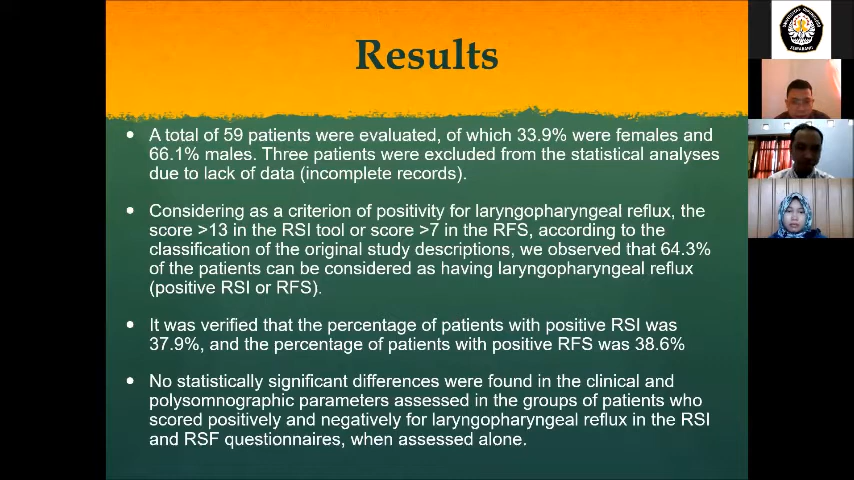 Results
• A total of 59 patients were evaluated, of which 33.9% were females and
66.1% males. Three patients were excluded from the statistical analyses
due to lack of data (incomplete records).
• Considering as a criterion of positivity for laryngopharyngeal reflux, the
score >13 in the RSI tool or score >7 in the RFS, according to the
classification of the original study descriptions, we observed that 64.3%
of the patients can be considered as having laryngopharyngeal reflux
(positive RSI or RFS).
• It was verified that the percentage of patients with positive RSI was
37.9%, and the percentage of patients with positive RFS was 38.6%
• No statistically significant differences were found in the clinical and
polysomnographic parameters assessed in the groups of patients who
scored positively and negatively for laryngopharyngeal reflux in the RSI
and RSF questionnaires, when assessed alone.